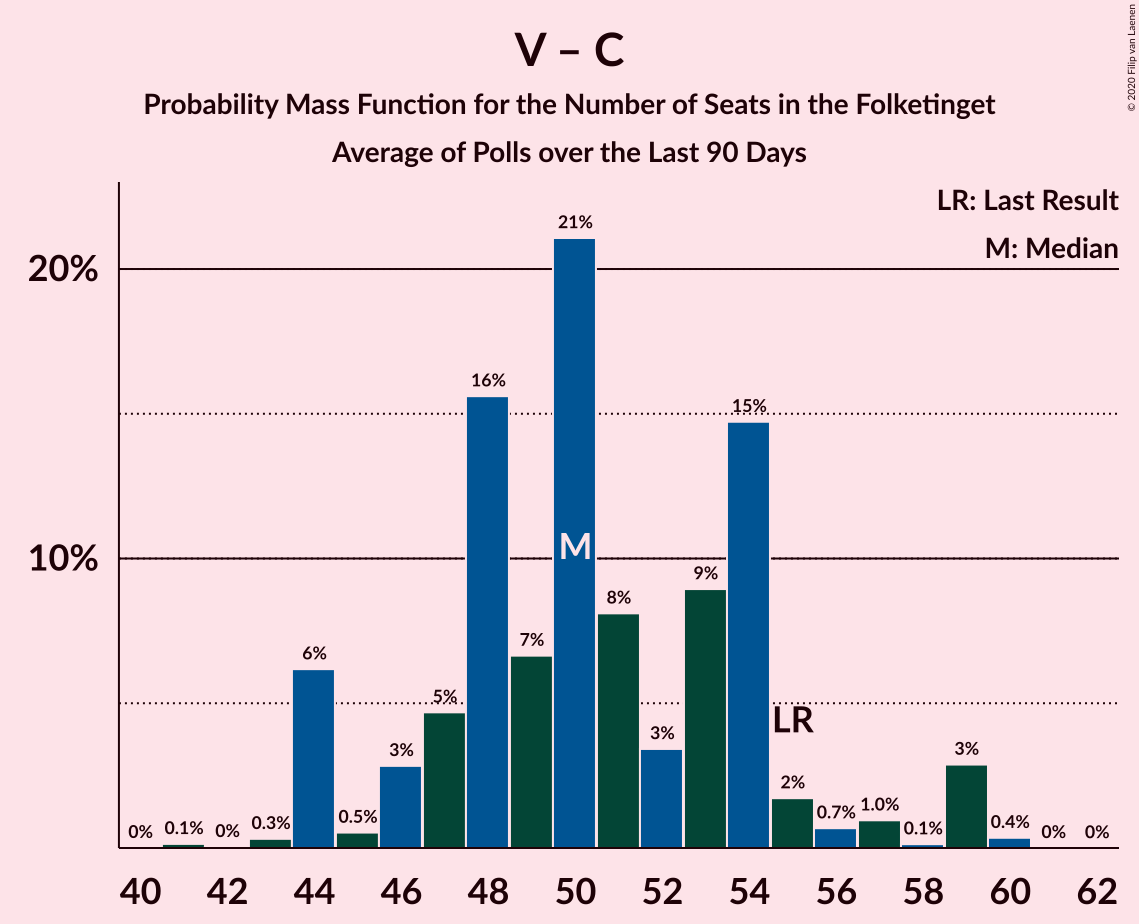 V – C
Probability Mass Function for the Number of Seats in the Folketinget
Average of Polls over the Last 90 Days
© 2020 Filip van Laenen
LR: Last Result
M: Median
20%
10%
0%
0.1%
0%
0.3%
6%
0.5%
3%
5%
16%
7%
21%
M
8%
3%
9%
15%
LR
2%
0.7%
1.0%
0.1%
3%
0.4%
0%
0%
40 42 44 46 48 50 52 54 56 58 60 62